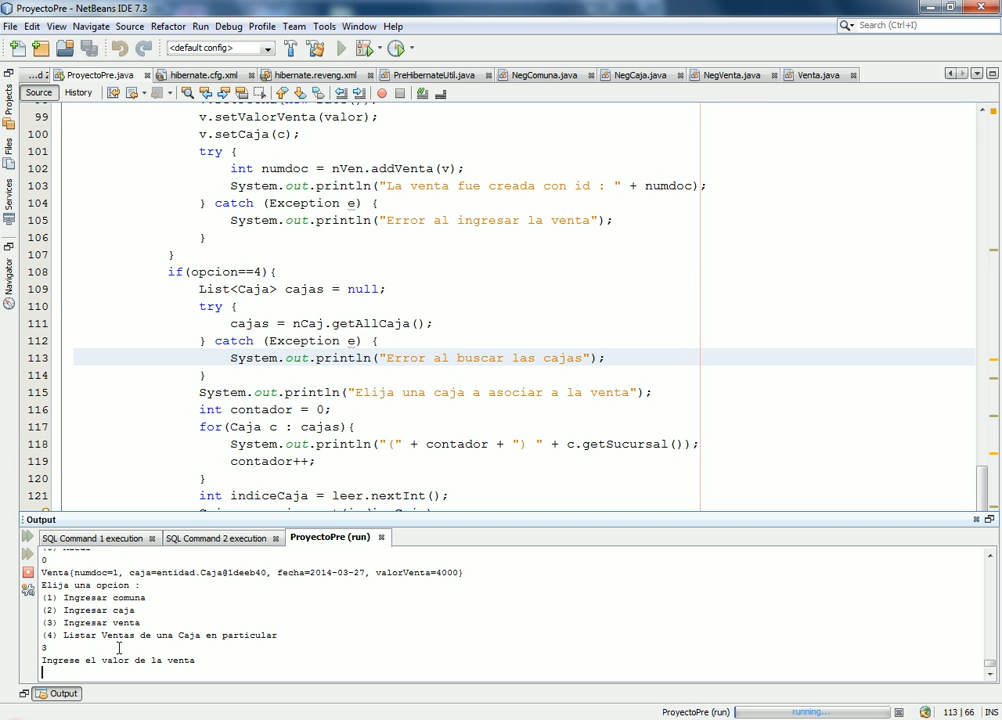 ProyectoPre - NetBeans IDE 7.3
File Edit View Navigate Source Refactor Run Debug Profile Team Tools Window Help
Search (Ctrl+I)
<default config>
...d 2 ProyectoPre.java hibernate.cfg.xml hibernate.reveng.xml PreHibernateUtil.java NegComuna.java NegCaja.java NegVenta.java Venta.java
Source History
Projects
Files
Services
Navigator
99 v.setValorVenta(valor);
100 v.setCaja(c);
101 try {
102 int numdoc = nVen.addVenta(v);
103 System.out.println("La venta fue creada con id : " + numdoc);
104 } catch (Exception e) {
105 System.out.println("Error al ingresar la venta");
106 }
107 }
108 if(opcion==4){
109 List<Caja> cajas = null;
110 try {
111 cajas = nCaj.getAllCaja();
112 } catch (Exception e) {
113 System.out.println("Error al buscar las cajas");
114 }
115 System.out.println("Elija una caja a asociar a la venta");
116 int contador = 0;
117 for(Caja c : cajas){
118 System.out.println("(" + contador + ") " + c.getSucursal());
119 contador++;
120 }
121 int indiceCaja = leer.nextInt();
Output
SQL Command 1 execution SQL Command 2 execution ProyectoPre (run)
0
Venta{numdoc=1, caja=entidad.Caja@1deeb40, fecha=2014-03-27, valorVenta=4000}
Elija una opcion :
(1) Ingresar comuna
(2) Ingresar caja
(3) Ingresar venta
(4) Listar Ventas de una Caja en particular
3
Ingrese el valor de la venta
Output
ProyectoPre (run) running... 113 | 66 INS